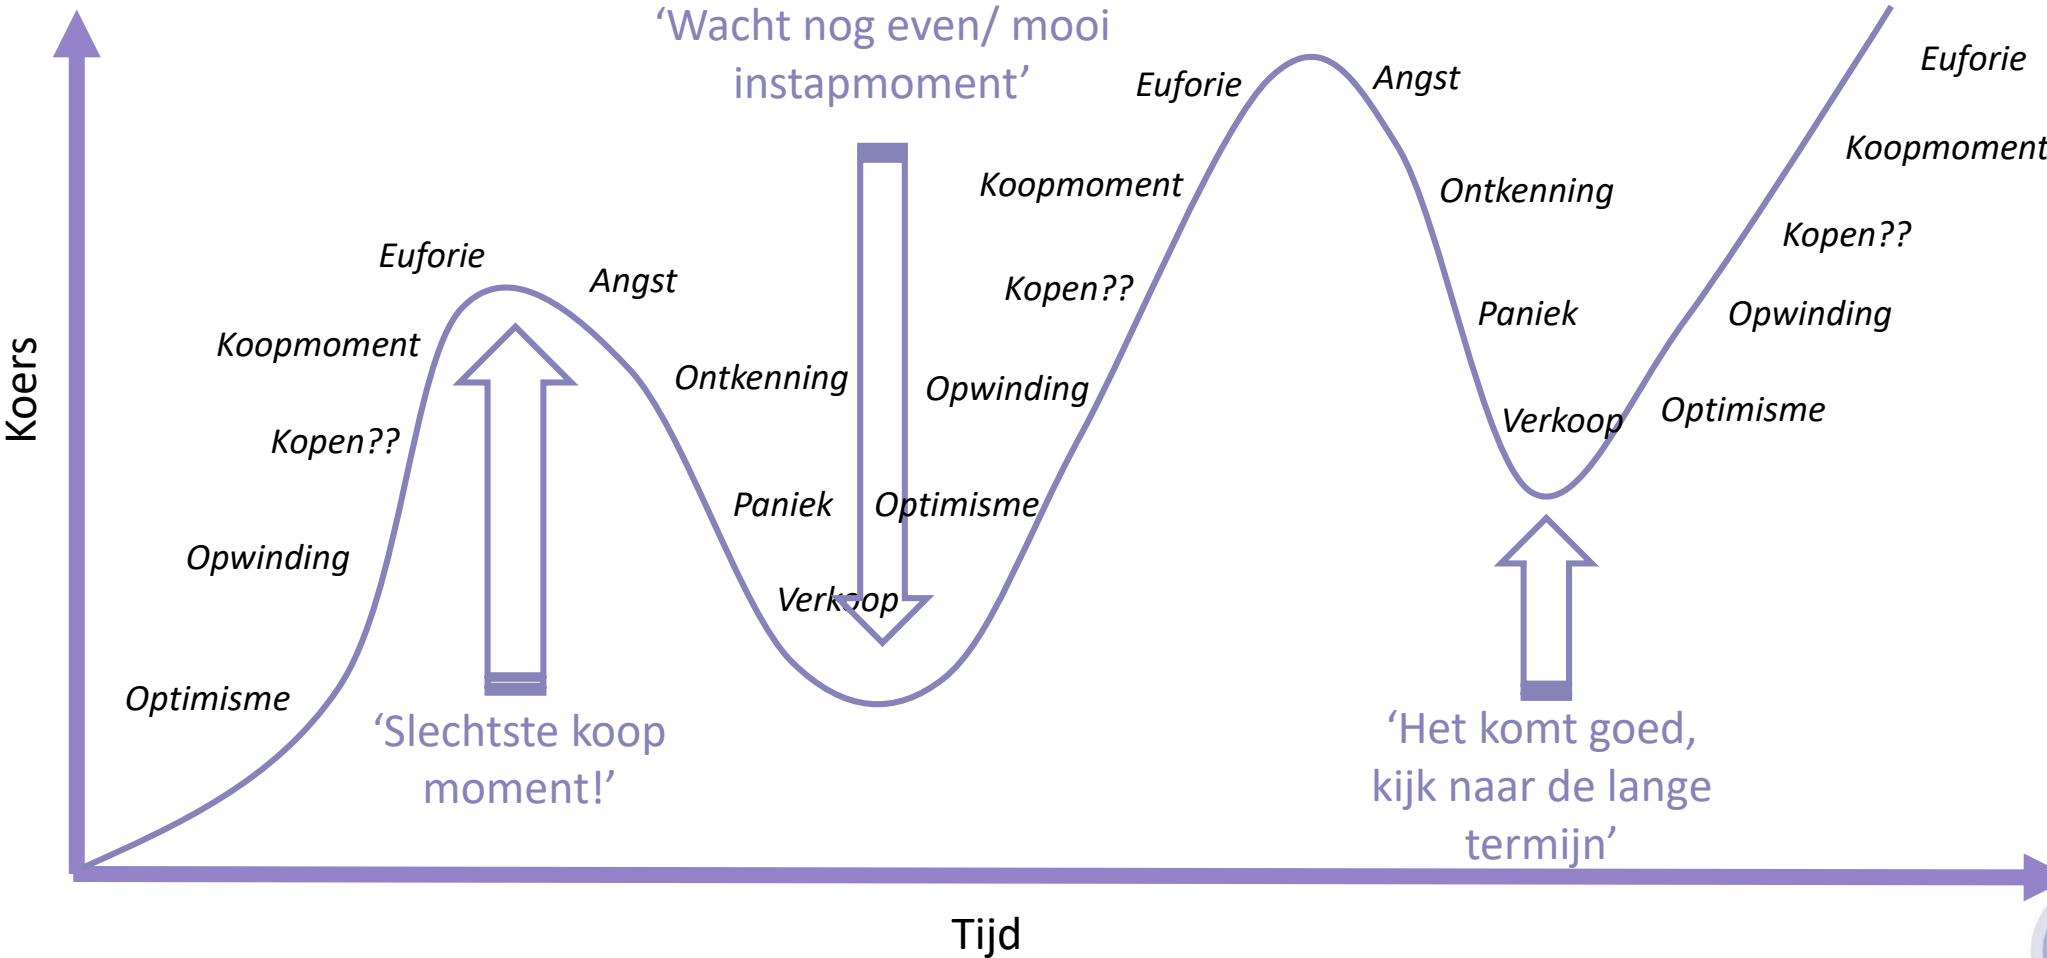 ‘Wacht nog even/ mooi
instapmoment’
Koers
Optimisme
Opwinding
Kopen??
Koopmoment
Euforie
Angst
Ontkenning
Paniek
Verkoop
Optimisme
Opwinding
Kopen??
Koopmoment
Euforie
Angst
Ontkenning
Paniek
Verkoop
Optimisme
Opwinding
Kopen??
Koopmoment
Euforie
‘Slechtste koop
moment!’
‘Het komt goed,
kijk naar de lange
termijn’
Tijd